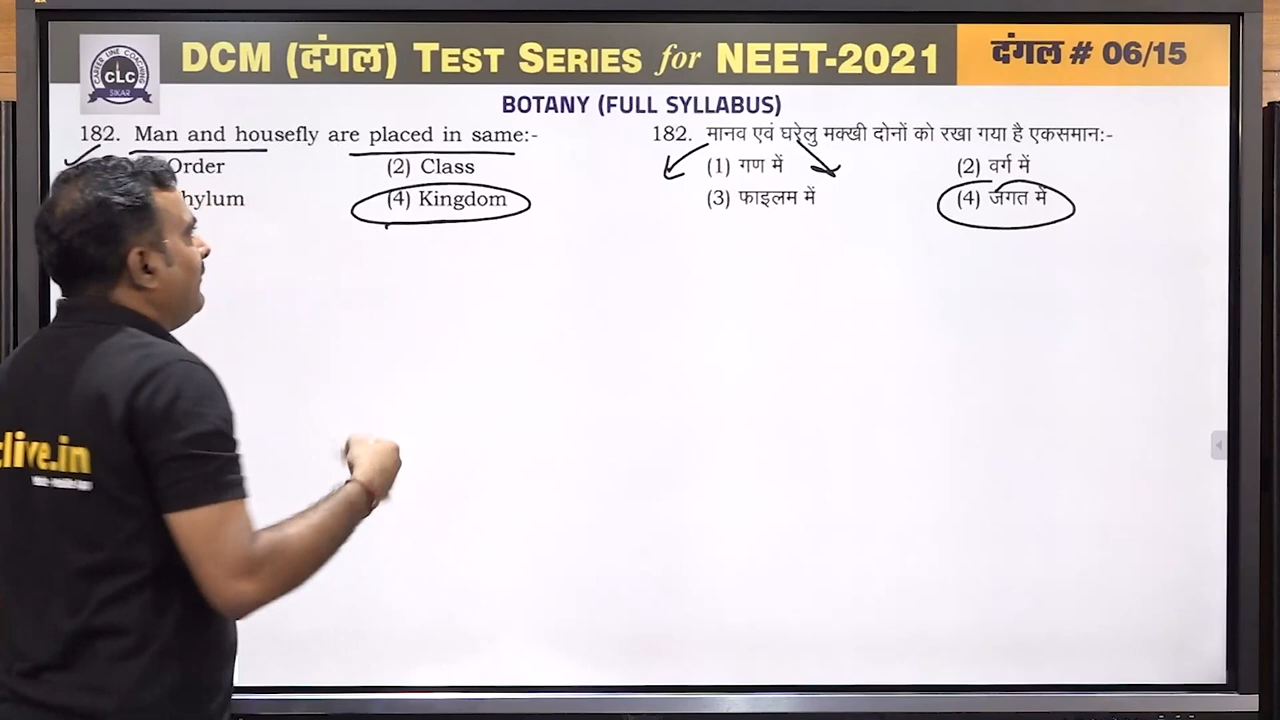 DCM (दंगल) TEST SERIES for NEET-2021
दंगल # 06/15
CAREER LINE COACHING
CLC
SIKAR
BOTANY (FULL SYLLABUS)
182. Man and housefly are placed in same:-
Order
(2) Class
hylum
(4) Kingdom
182. मानव एवं घरेलु मक्खी दोनों को रखा गया है एकसमान:-
(1) गण में
(2) वर्ग में
(3) फाइलम में
(4) जगत में
clive.in